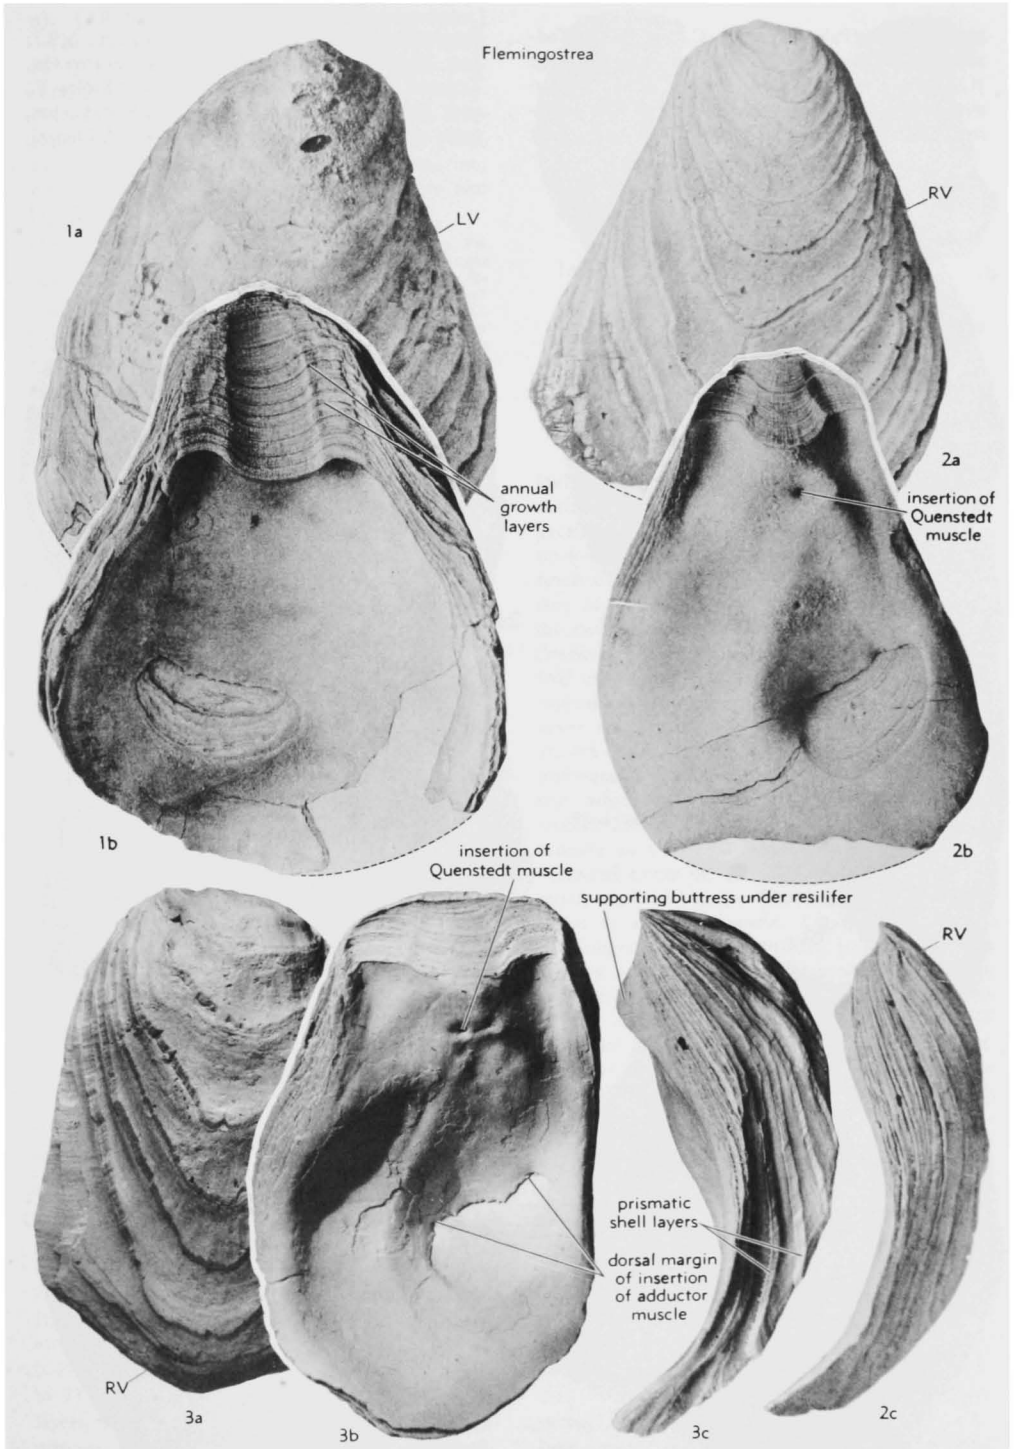 Flemingostrea
1a
LV
RV
2a
annual
growth
layers
insertion of
Quenstedt
muscle
1b
2b
insertion of
Quenstedt muscle
supporting buttress under resilifer
RV
prismatic
shell layers
dorsal margin
of insertion
of adductor
muscle
RV
3a
3b
3c
2c